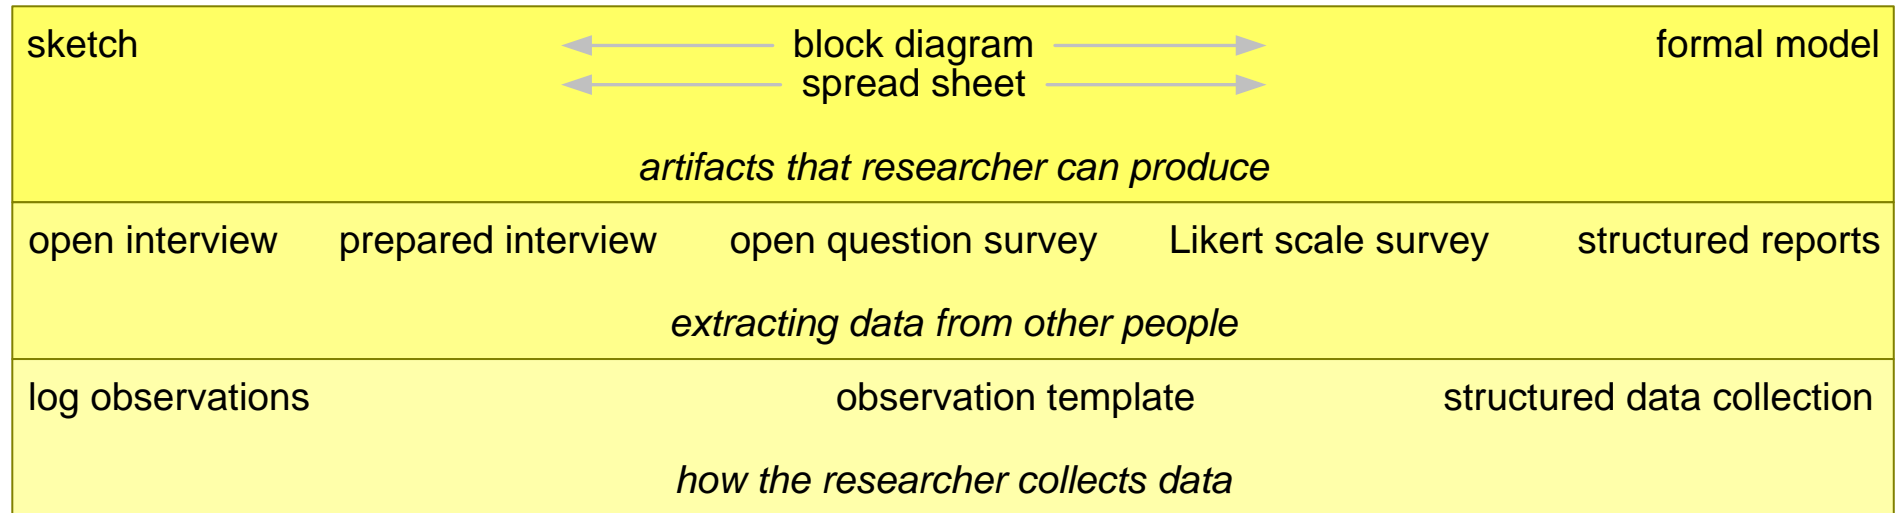 sketch block diagram formal model
spread sheet
artifacts that researcher can produce
open interview prepared interview open question survey Likert scale survey structured reports
extracting data from other people
log observations observation template structured data collection
how the researcher collects data